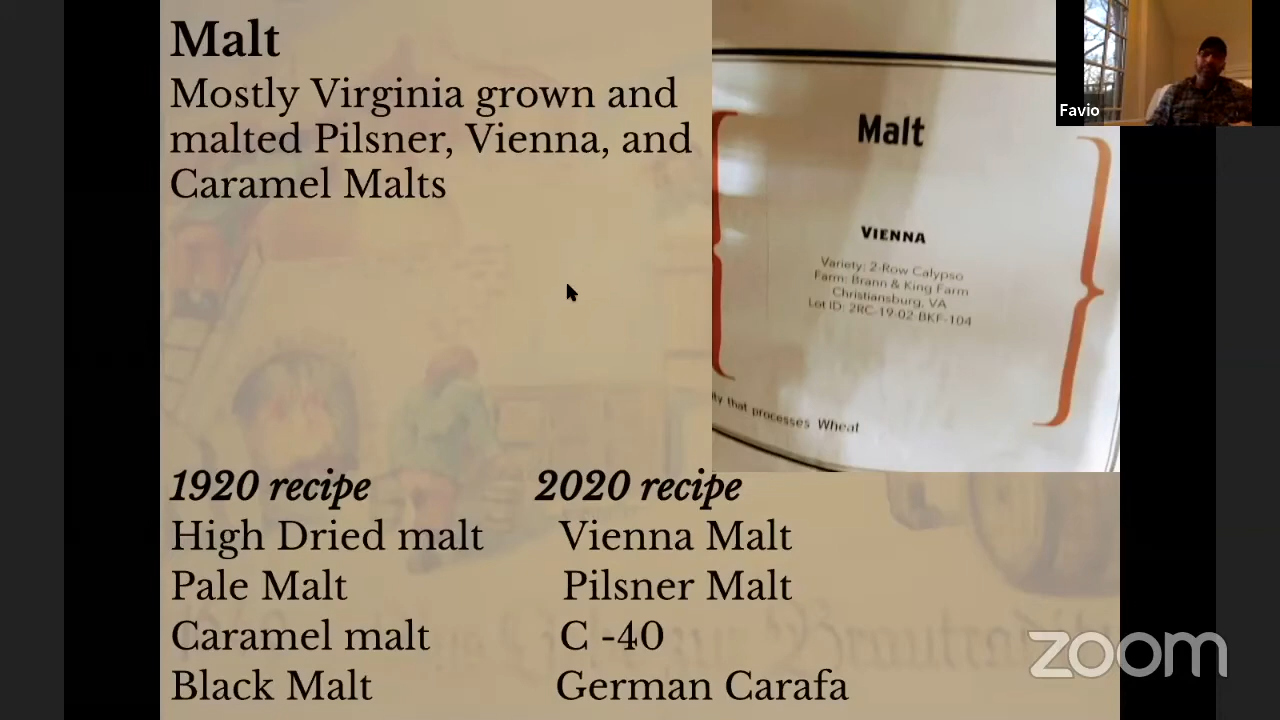 Malt
Mostly Virginia grown and
malted Pilsner, Vienna, and
Caramel Malts
Malt
VIENNA
Variety: 2-Row Calypso
Farm: Brann & King Farm
Christiansburg, VA
Lot ID: 2RC-19-02-BKF-104
that processes Wheat
Favio
1920 recipe
High Dried malt
Pale Malt
Caramel malt
Black Malt
2020 recipe
Vienna Malt
Pilsner Malt
C -40
German Carafa
zoom